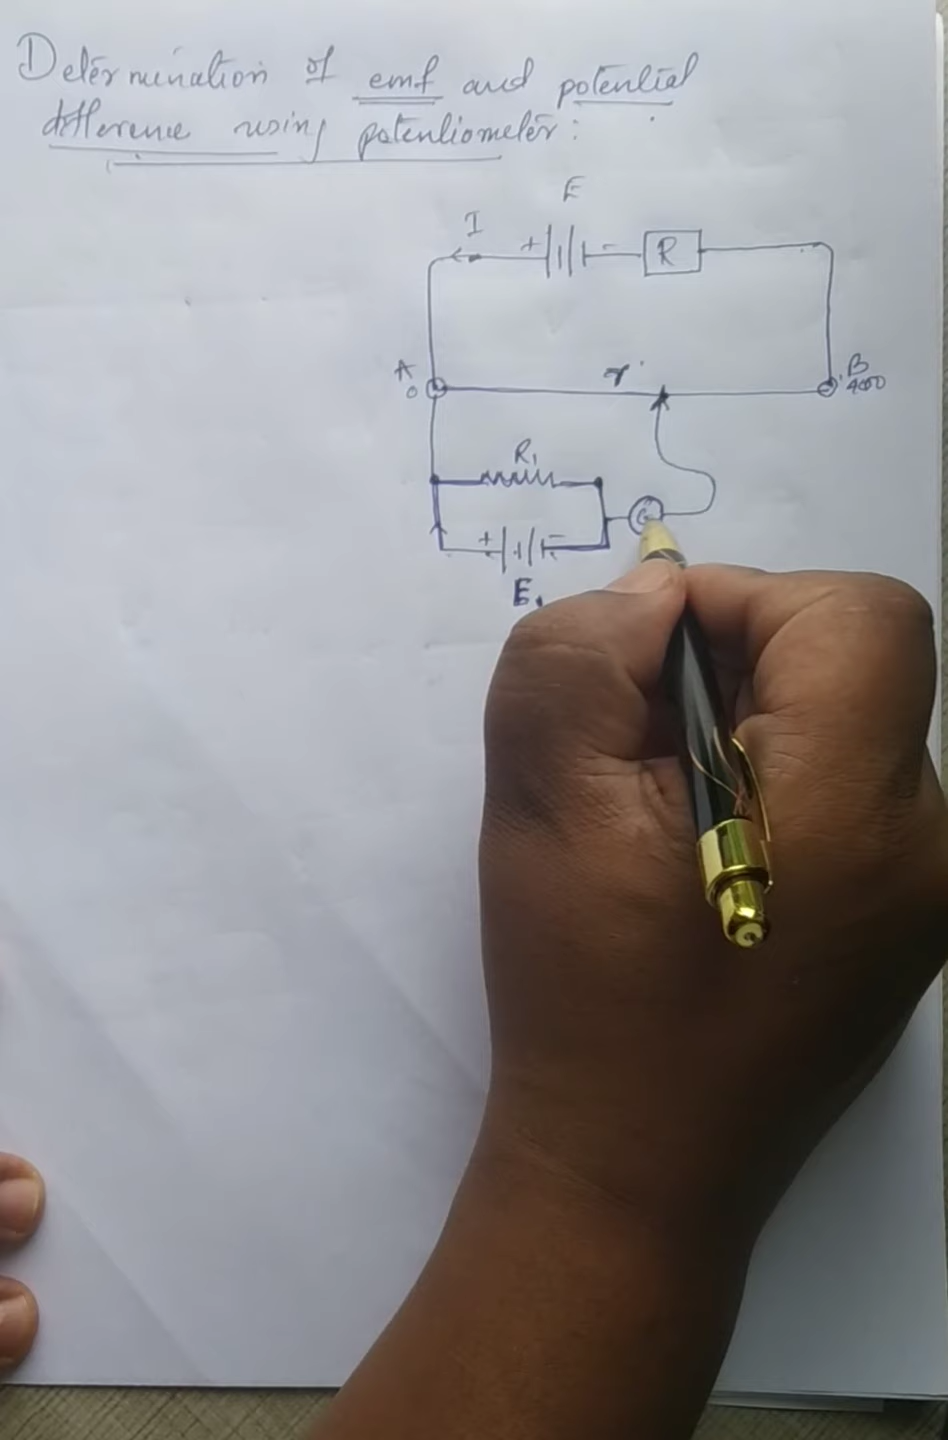 Determination of emf and potential
difference using potentiometer:
E
I
+ -
R
A
0
r
B
400
R1
G
+ -
E1